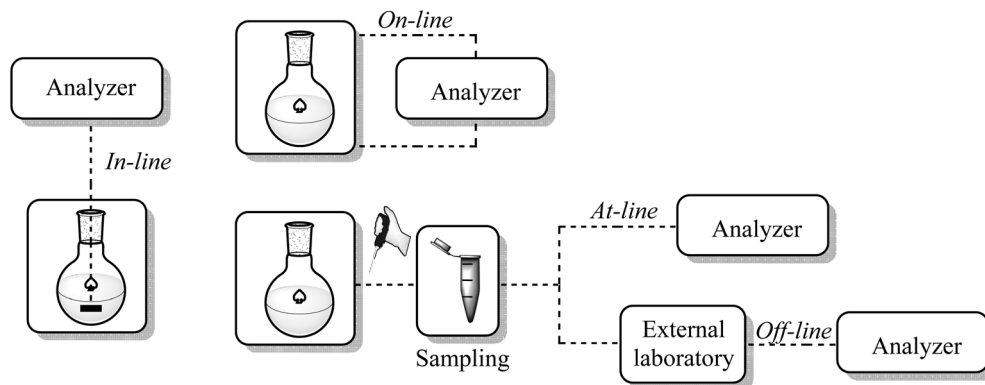 On-line
Analyzer
Analyzer
In-line
At-line
Analyzer
Sampling
External
laboratory
Off-line
Analyzer